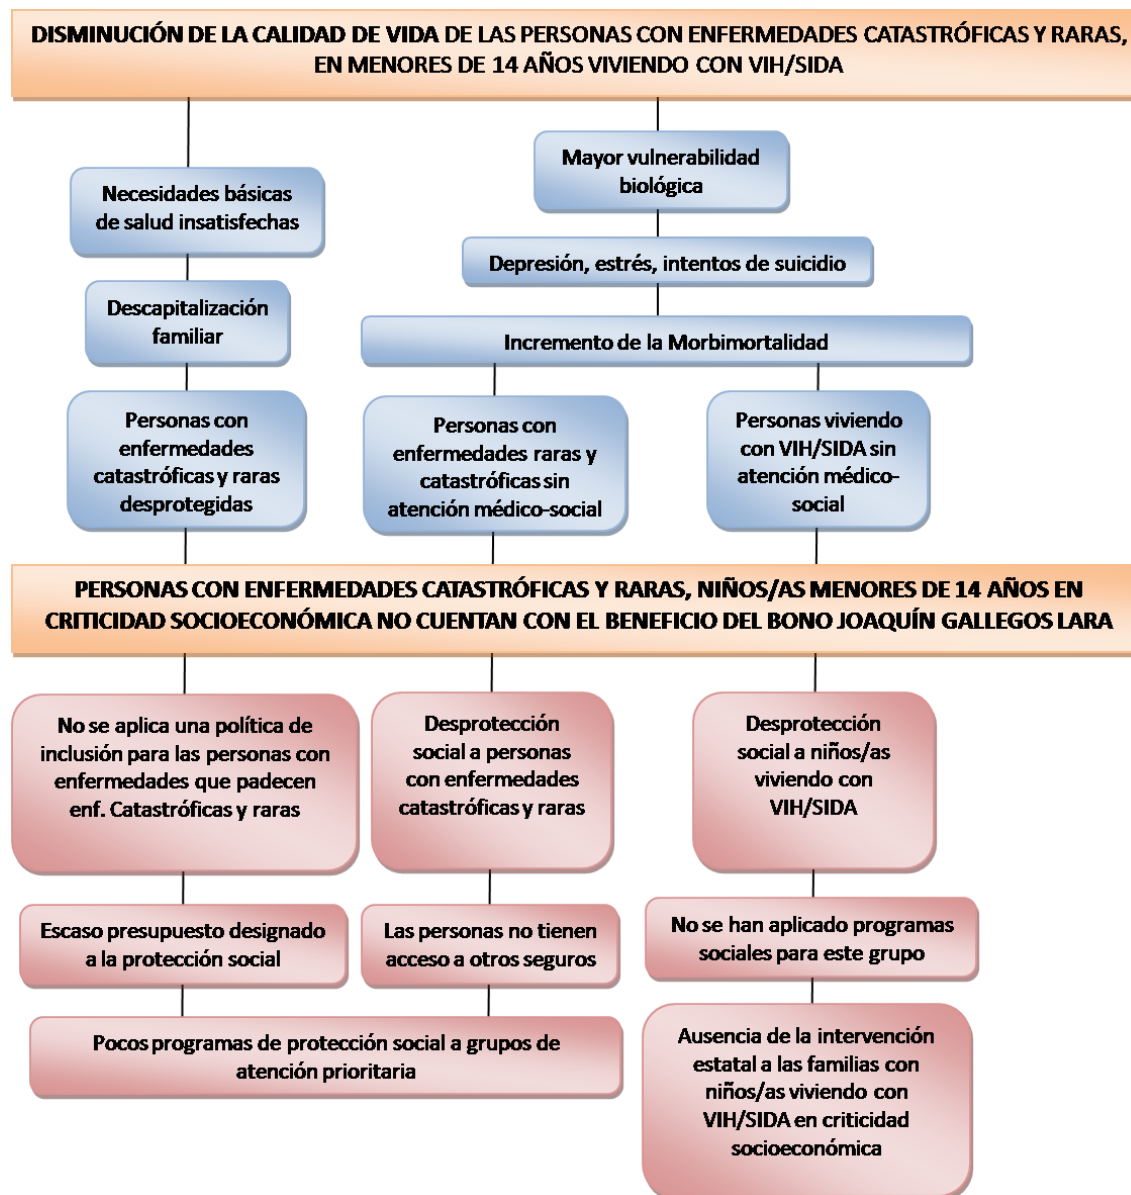 DISMINUCIÓN DE LA CALIDAD DE VIDA DE LAS PERSONAS CON ENFERMEDADES CATASTRÓFICAS Y RARAS,
EN MENORES DE 14 AÑOS VIVIENDO CON VIH/SIDA
Necesidades básicas
de salud insatisfechas
Mayor vulnerabilidad
biológica
Depresión, estrés, intentos de suicidio
Descapitalización
familiar
Incremento de la Morbimortalidad
Personas con
enfermedades
catastróficas y raras
desprotegidas
Personas con
enfermedades raras y
catastróficas sin
atención médico-social
Personas viviendo
con VIH/SIDA sin
atención médico-
social
PERSONAS CON ENFERMEDADES CATASTRÓFICAS Y RARAS, NIÑOS/AS MENORES DE 14 AÑOS EN
CRITICIDAD SOCIOECONÓMICA NO CUENTAN CON EL BENEFICIO DEL BONO JOAQUÍN GALLEGOS LARA
No se aplica una política de
inclusión para las personas con
enfermedades que padecen
enf. Catastróficas y raras
Desprotección
social a personas
con enfermedades
catastróficas y raras
Desprotección
social a niños/as
viviendo con
VIH/SIDA
Escaso presupuesto designado
a la protección social
Las personas no tienen
acceso a otros seguros
No se han aplicado programas
sociales para este grupo
Pocos programas de protección social a grupos de
atención prioritaria
Ausencia de la intervención
estatal a las familias con
niños/as viviendo con
VIH/SIDA en criticidad
socioeconómica